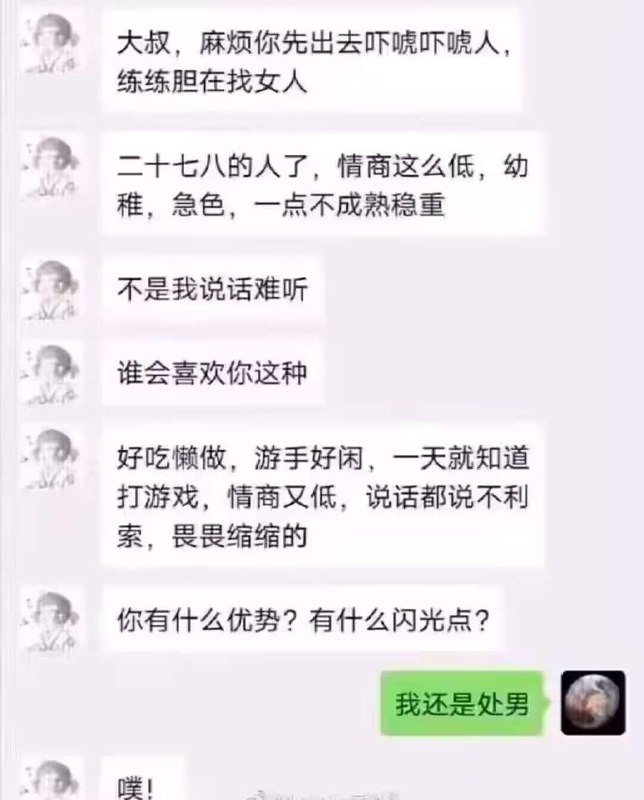 大叔，麻烦你先出去吓唬吓唬人，
练练胆在找女人
二十七八的人了，情商这么低，幼
稚，急色，一点不成熟稳重
不是我说话难听
谁会喜欢你这种
好吃懒做，游手好闲，一天就知道
打游戏，情商又低，说话都说不利
索，畏畏缩缩的
你有什么优势？有什么闪光点？
我还是处男
噗！